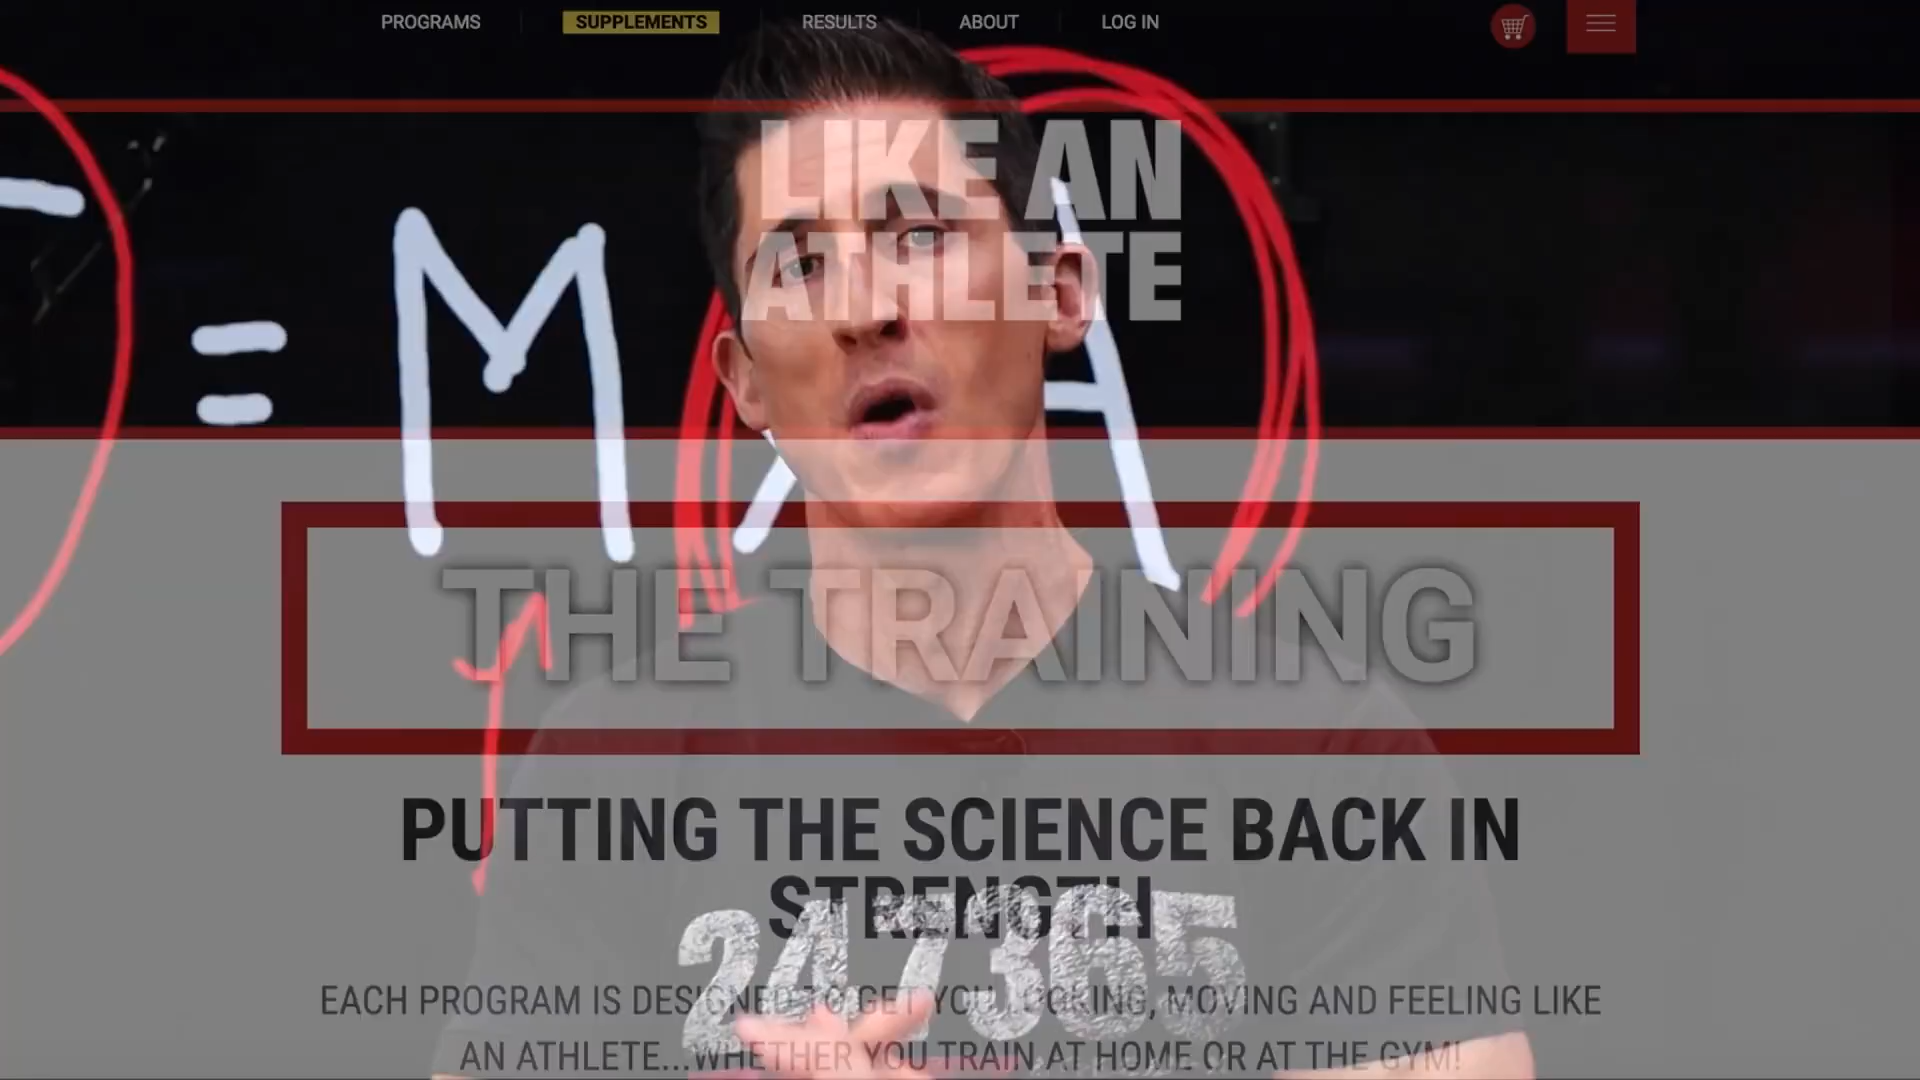 PROGRAMS SUPPLEMENTS RESULTS ABOUT LOG IN
LIKE AN
ATHLETE
= M X A
THE TRAINING
PUTTING THE SCIENCE BACK IN
STRENGTH
247365
EACH PROGRAM IS DESIGNED TO GET YOU LOOKING, MOVING AND FEELING LIKE
AN ATHLETE...WHETHER YOU TRAIN AT HOME OR AT THE GYM!